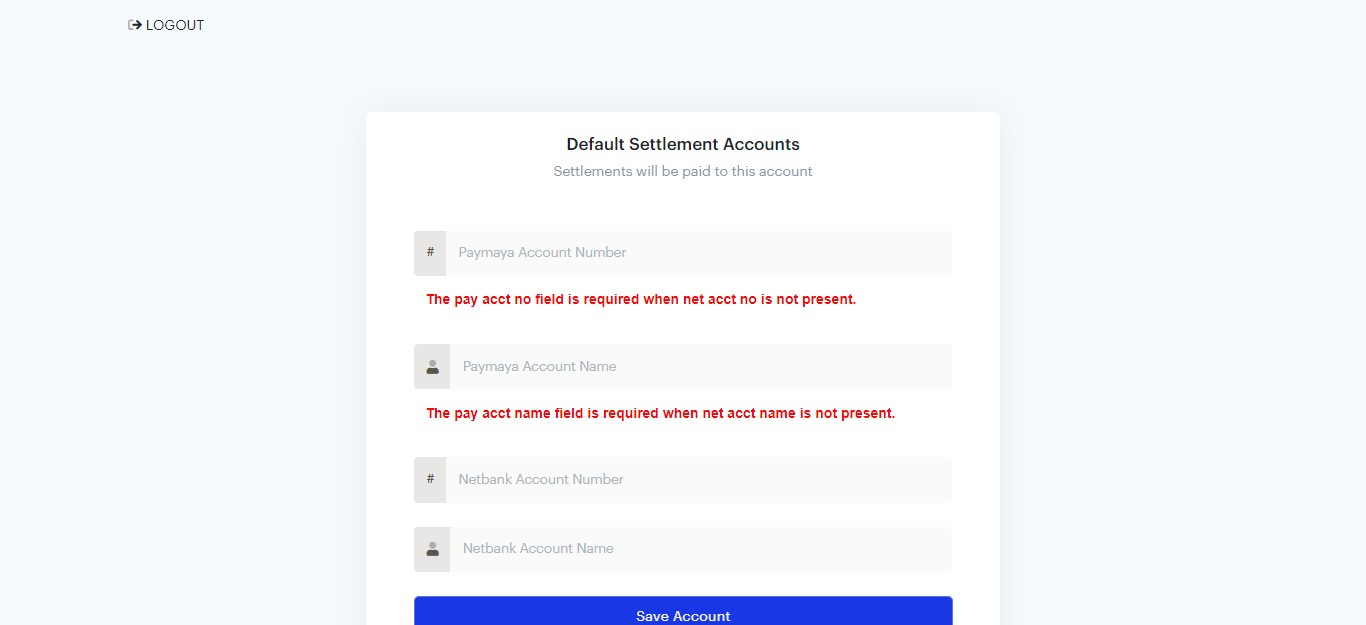 LOGOUT
Default Settlement Accounts
Settlements will be paid to this account
# Paymaya Account Number
The pay acct no field is required when net acct no is not present.
Paymaya Account Name
The pay acct name field is required when net acct name is not present.
# Netbank Account Number
Netbank Account Name
Save Account